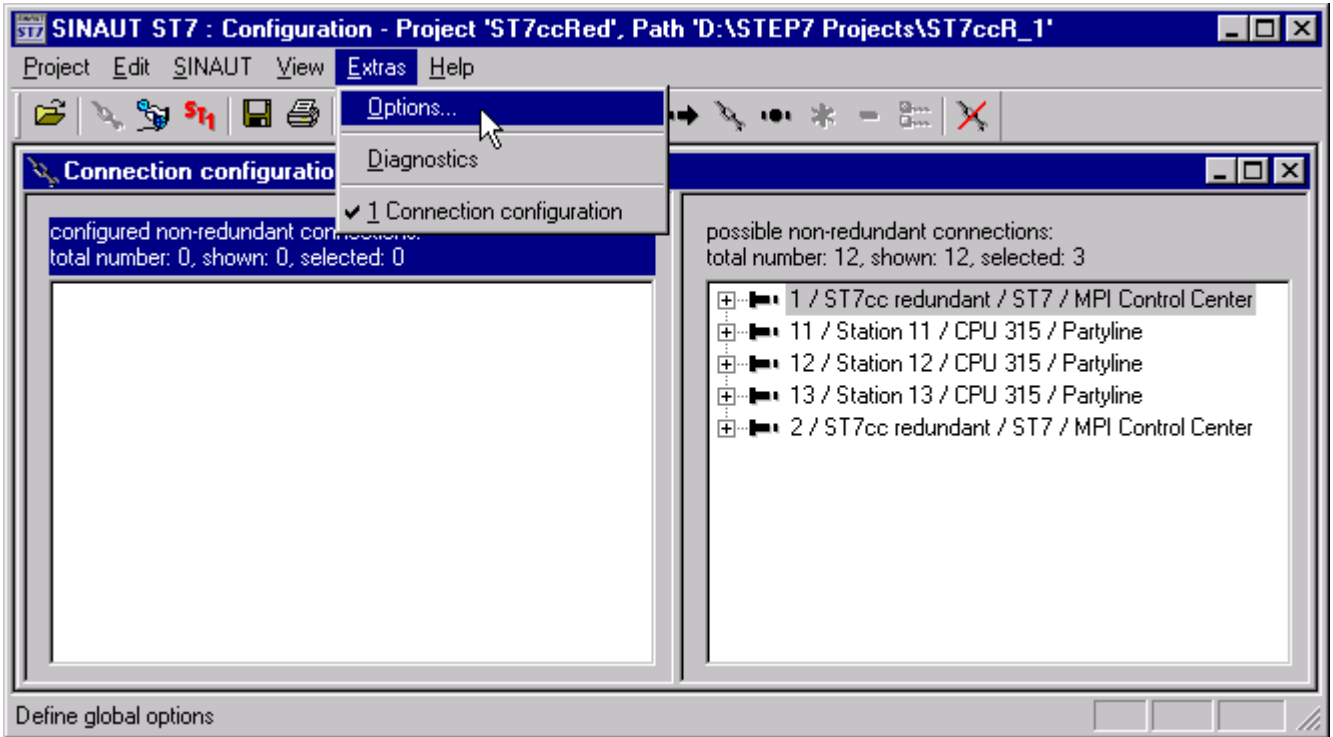 SINAUT ST7 : Configuration - Project 'ST7ccRed', Path 'D:\STEP7 Projects\ST7ccR_1'
Project Edit SINAUT View Extras Help
Options...
Diagnostics
✔ 1 Connection configuration
Connection configuratio
configured non-redundant connections:
total number: 0, shown: 0, selected: 0
possible non-redundant connections:
total number: 12, shown: 12, selected: 3
1 / ST7cc redundant / ST7 / MPI Control Center
11 / Station 11 / CPU 315 / Partyline
12 / Station 12 / CPU 315 / Partyline
13 / Station 13 / CPU 315 / Partyline
2 / ST7cc redundant / ST7 / MPI Control Center
Define global options